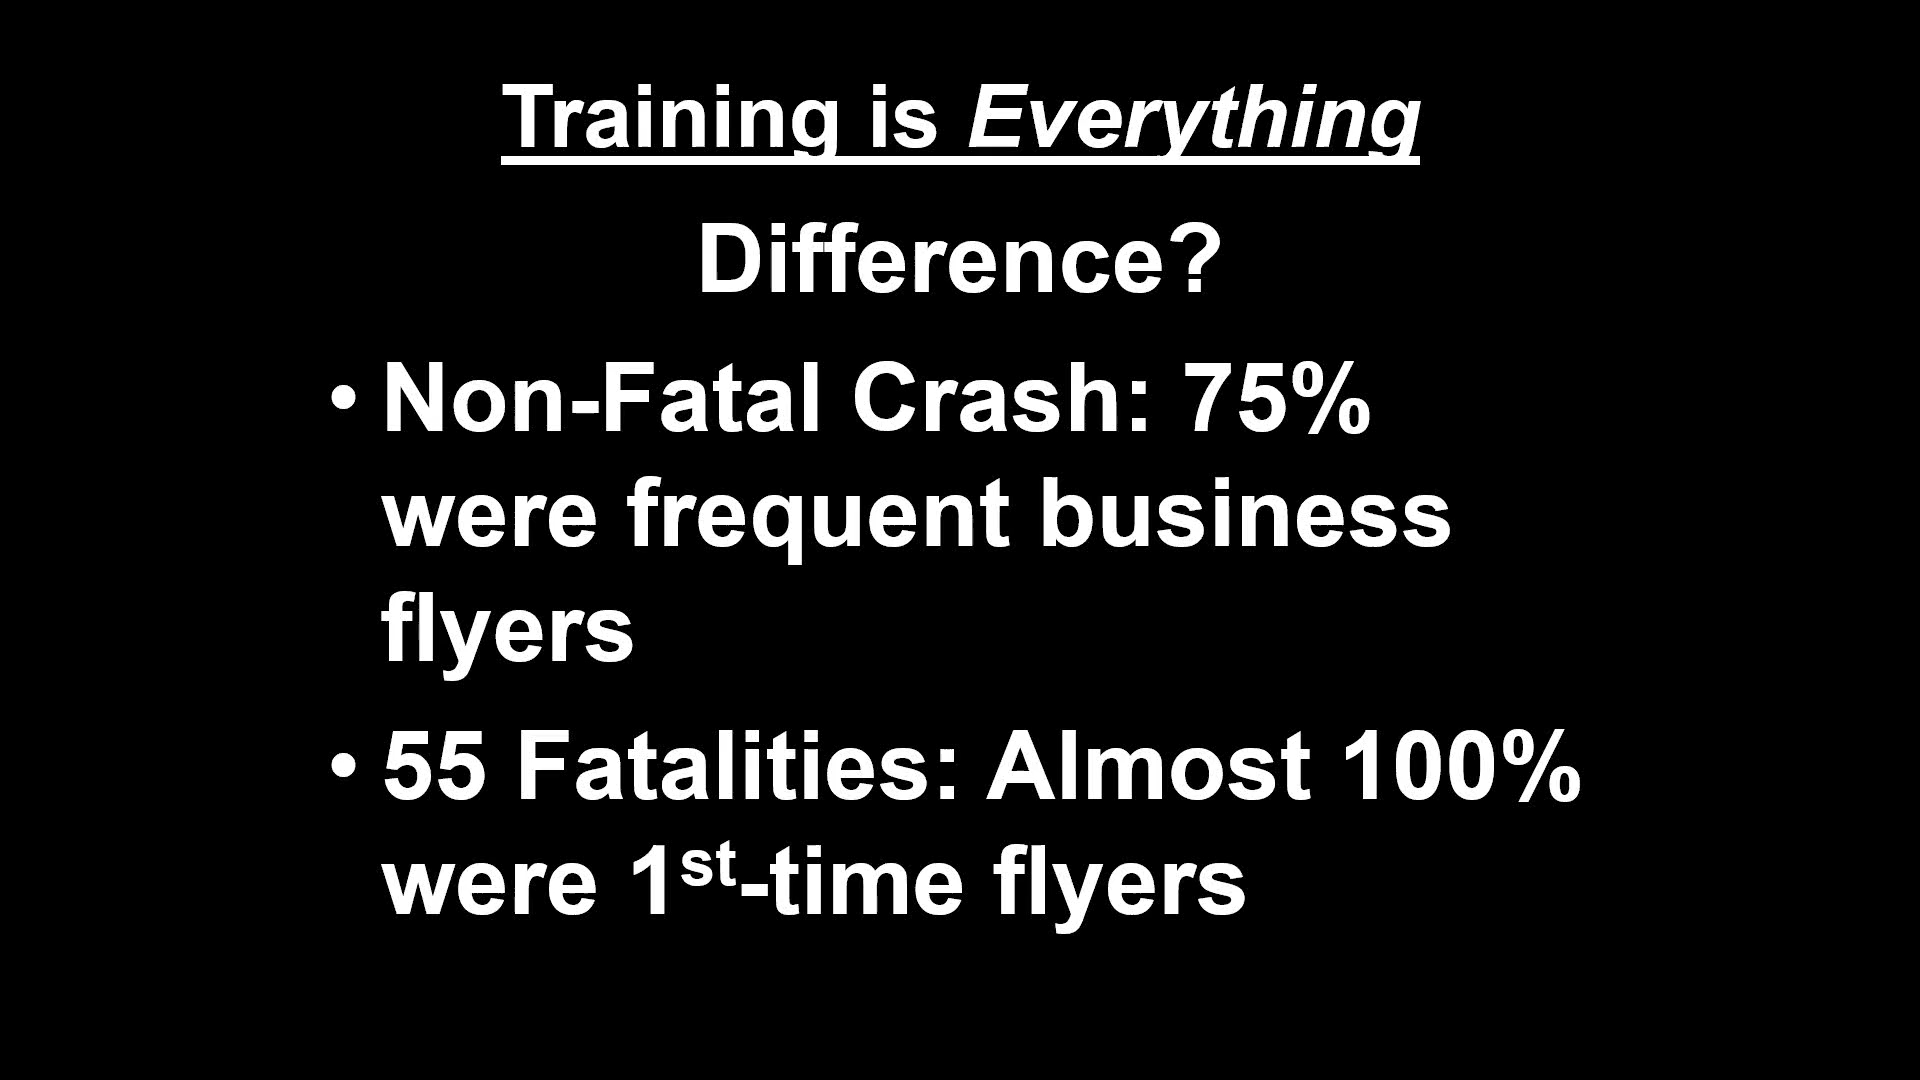 Training is Everything
Difference?
• Non-Fatal Crash: 75%
were frequent business
flyers
• 55 Fatalities: Almost 100%
were 1st-time flyers